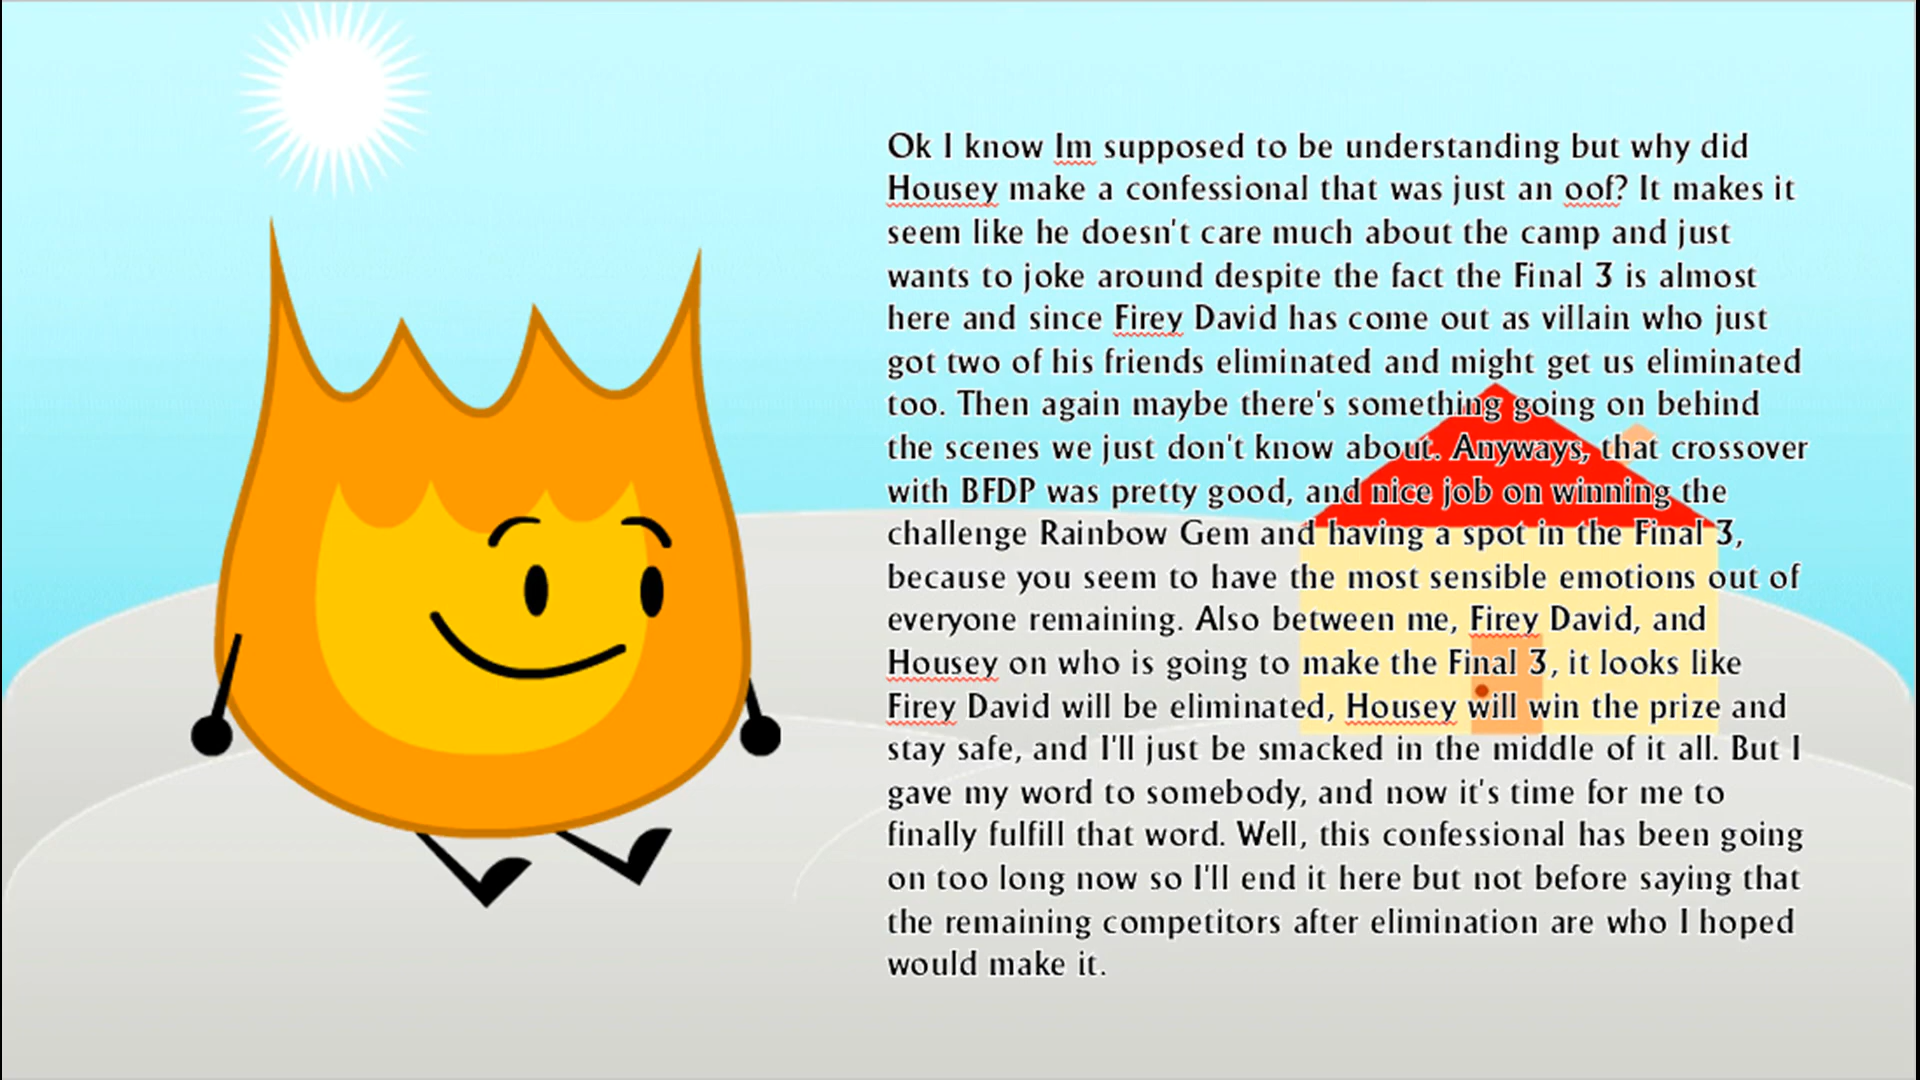 Ok I know Im supposed to be understanding but why did
Housey make a confessional that was just an oof? It makes it
seem like he doesn't care much about the camp and just
wants to joke around despite the fact the Final 3 is almost
here and since Firey David has come out as villain who just
got two of his friends eliminated and might get us eliminated
too. Then again maybe there's something going on behind
the scenes we just don't know about. Anyways, that crossover
with BFDP was pretty good, and nice job on winning the
challenge Rainbow Gem and having a spot in the Final 3,
because you seem to have the most sensible emotions out of
everyone remaining. Also between me, Firey David, and
Housey on who is going to make the Final 3, it looks like
Firey David will be eliminated, Housey will win the prize and
stay safe, and I'll just be smacked in the middle of it all. But I
gave my word to somebody, and now it's time for me to
finally fulfill that word. Well, this confessional has been going
on too long now so I'll end it here but not before saying that
the remaining competitors after elimination are who I hoped
would make it.